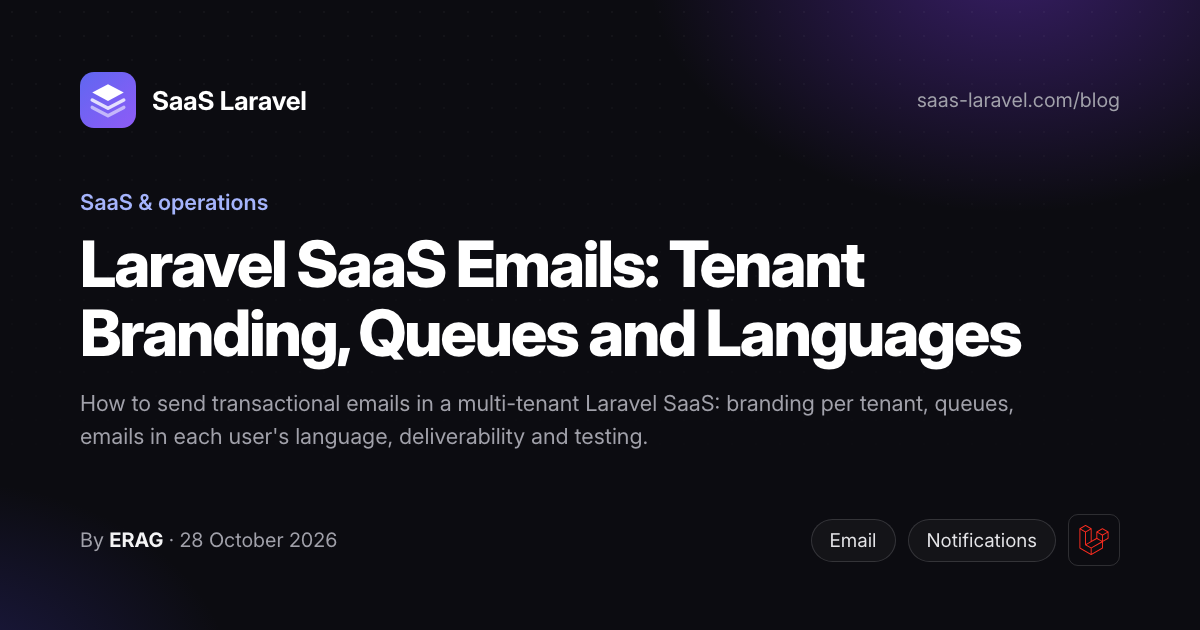 SaaS Laravel
saas-laravel.com/blog
SaaS & operations
Laravel SaaS Emails: Tenant
Branding, Queues and Languages
How to send transactional emails in a multi-tenant Laravel SaaS: branding per tenant, queues,
emails in each user's language, deliverability and testing.
By ERAG · 28 October 2026
Email
Notifications